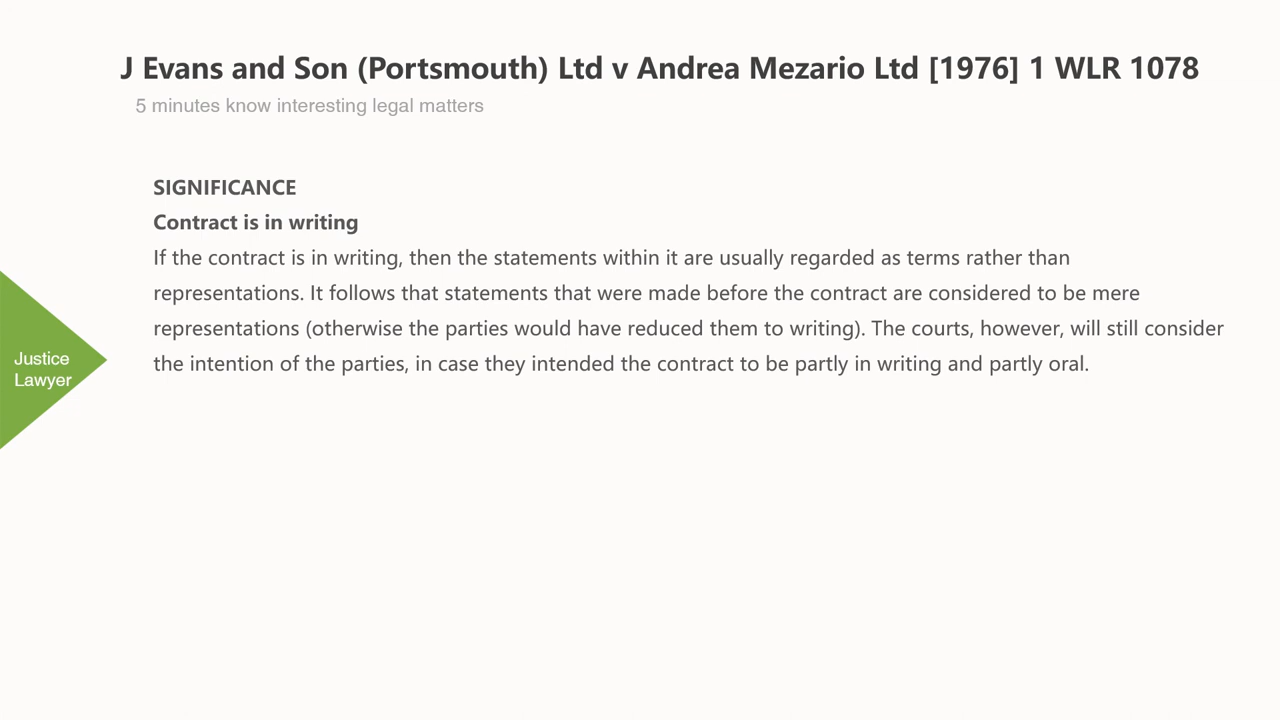 J Evans and Son (Portsmouth) Ltd v Andrea Mezario Ltd [1976] 1 WLR 1078
5 minutes know interesting legal matters
SIGNIFICANCE
Contract is in writing
If the contract is in writing, then the statements within it are usually regarded as terms rather than
representations. It follows that statements that were made before the contract are considered to be mere
representations (otherwise the parties would have reduced them to writing). The courts, however, will still consider
the intention of the parties, in case they intended the contract to be partly in writing and partly oral.
Justice
Lawyer